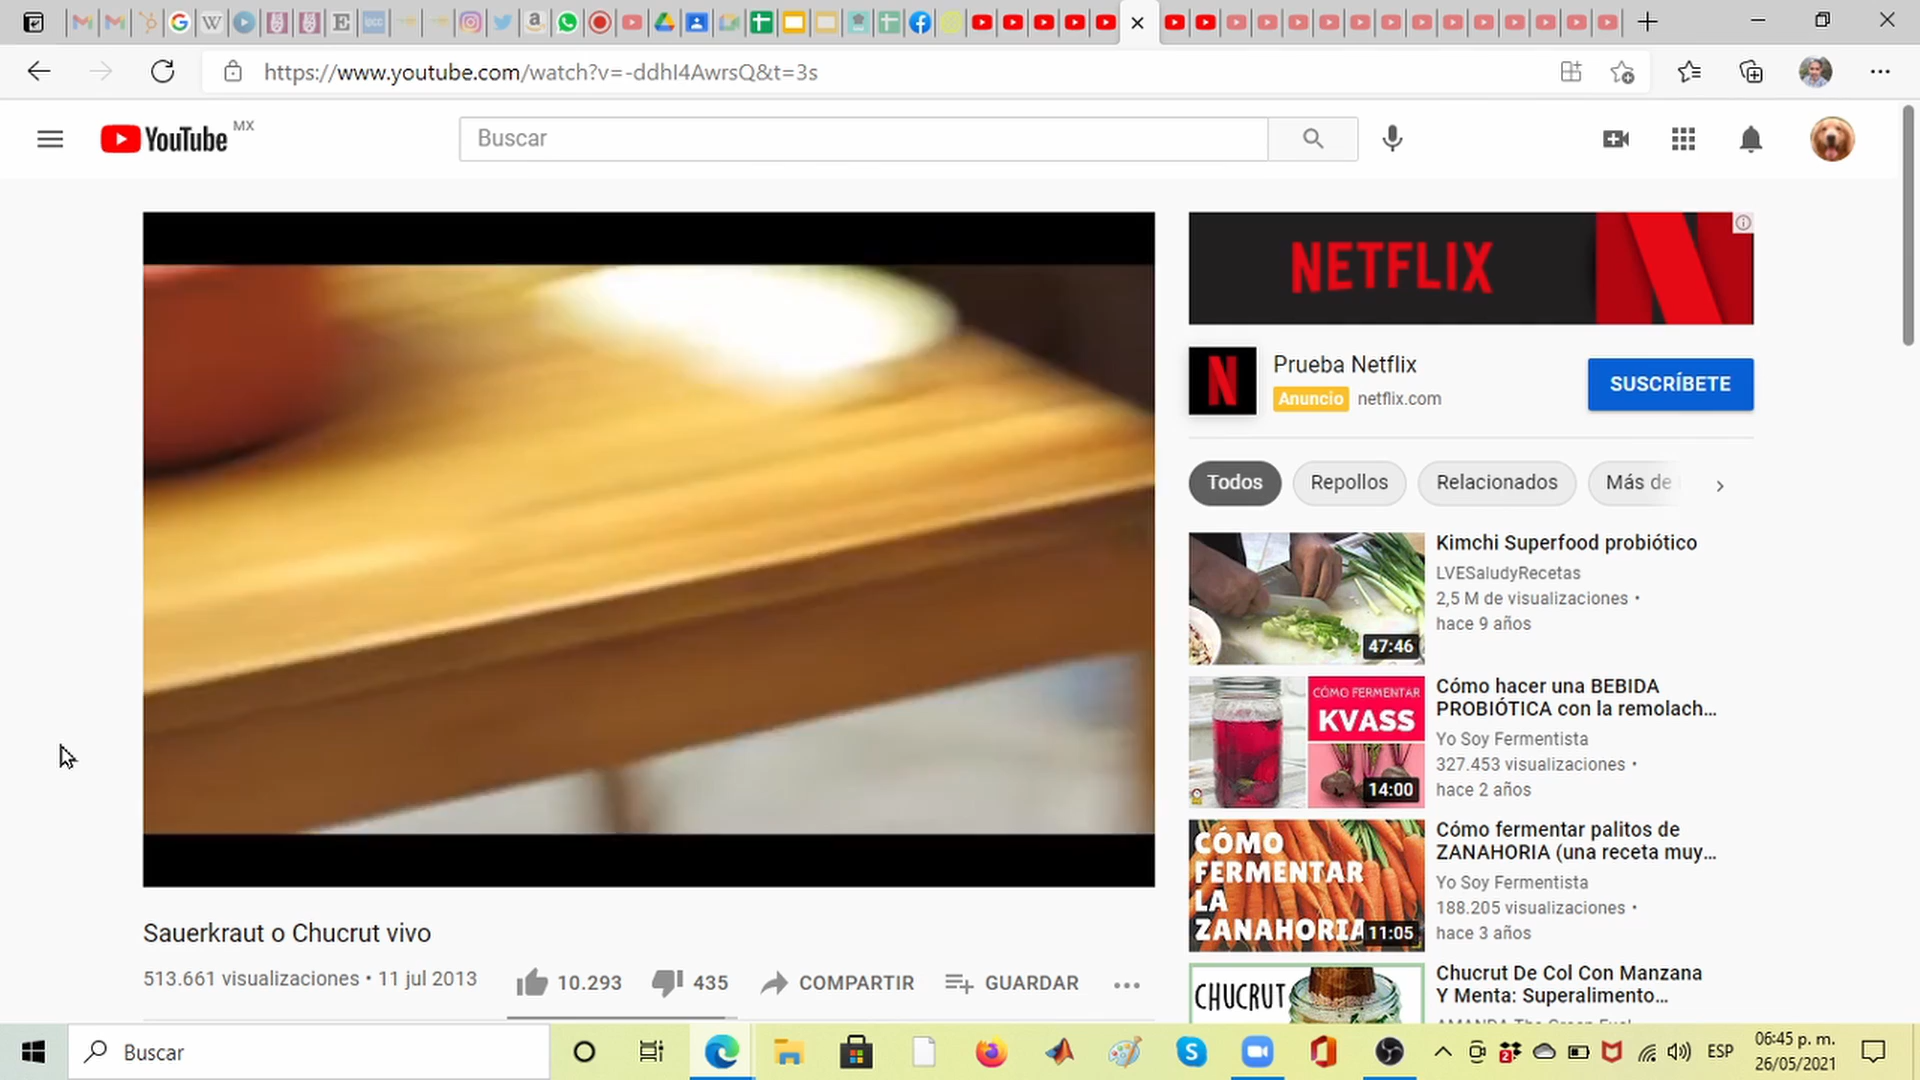 https://www.youtube.com/watch?v=-ddhI4AwrsQ&t=3s
YouTube MX
Buscar
NETFLIX
Prueba Netflix
Anuncio netflix.com
SUSCRÍBETE
Todos
Repollos
Relacionados
Más de
Kimchi Superfood probiótico
LVESaludyRecetas
2,5 M de visualizaciones •
hace 9 años
47:46
CÓMO FERMENTAR
KVASS
14:00
Cómo hacer una BEBIDA
PROBIÓTICA con la remolach...
Yo Soy Fermentista
327.453 visualizaciones •
hace 2 años
CÓMO
FERMENTAR
LA
ZANAHORIA
11:05
Cómo fermentar palitos de
ZANAHORIA (una receta muy...
Yo Soy Fermentista
188.205 visualizaciones •
hace 3 años
CHUCRUT
Chucrut De Col Con Manzana
Y Menta: Superalimento...
Sauerkraut o Chucrut vivo
513.661 visualizaciones • 11 jul 2013
10.293
435
COMPARTIR
GUARDAR
Buscar
ESP
06:45 p. m.
26/05/2021